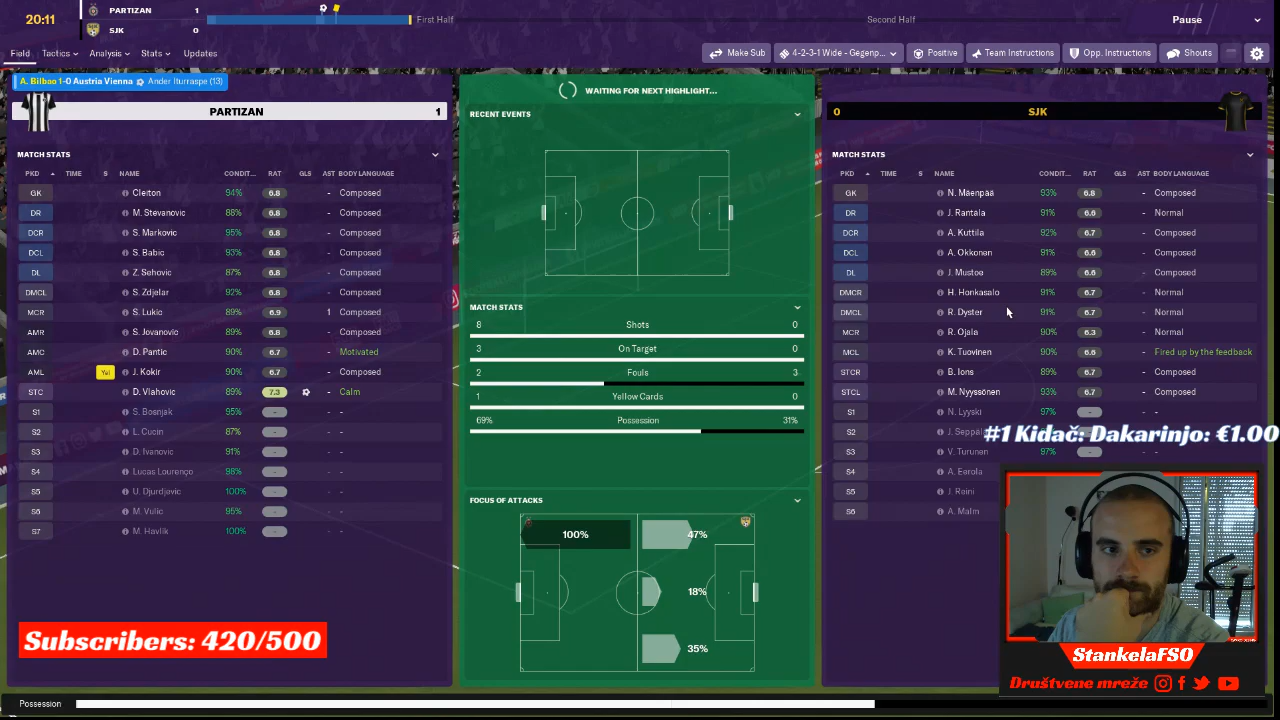 20:11
PARTIZAN 1
SJK 0
First Half
Second Half
Pause
Field Tactics Analysis Stats Updates
Make Sub
4-2-3-1 Wide - Gegenp...
Positive
Team Instructions
Opp. Instructions
Shouts
A. Bilbao 1-0 Austria Vienna Ander Iturraspe (13)
PARTIZAN 1
MATCH STATS
PKD TIME S NAME CONDIT... RAT GLS AST BODY LANGUAGE
GK Cleiton 94% 6.8 - Composed
DR M. Stevanovic 88% 6.8 - Composed
DCR S. Markovic 95% 6.8 - Composed
DCL S. Babic 93% 6.8 - Composed
DL Z. Sehovic 87% 6.8 - Composed
DMCL S. Zdjelar 92% 6.8 - Composed
MCR S. Lukic 89% 6.9 1 Composed
AMR S. Jovanovic 89% 6.8 - Composed
AMC D. Pantic 90% 6.7 - Motivated
AML Yel J. Kokir 90% 6.7 - Composed
STC D. Vlahovic 89% 7.3 - Calm
S1 S. Bosnjak 95% - - -
S2 L. Cucin 87% - - -
S3 D. Ivanovic 91% - - -
S4 Lucas Lourenço 98% - - -
S5 U. Djurdjevic 100% - - -
S6 M. Vulic 95% - - -
S7 M. Havlik 100% - - -
WAITING FOR NEXT HIGHLIGHT...
RECENT EVENTS
MATCH STATS
8 Shots 0
3 On Target 0
2 Fouls 3
1 Yellow Cards 0
69% Possession 31%
FOCUS OF ATTACKS
100%
47%
18%
35%
0 SJK
MATCH STATS
PKD TIME S NAME CONDIT... RAT GLS AST BODY LANGUAGE
GK N. Mäenpää 93% 6.8 - Composed
DR J. Rantala 91% 6.6 - Normal
DCR A. Kuttila 92% 6.7 - Composed
DCL A. Okkonen 91% 6.6 - Composed
DL J. Mustoe 89% 6.6 - Composed
DMCR H. Honkasalo 91% 6.7 - Normal
DMCL R. Dyster 91% 6.7 - Normal
MCR R. Ojala 90% 6.3 - Normal
MCL K. Tuovinen 90% 6.6 - Fired up by the feedback
STCR B. Ions 89% 6.7 - Composed
STCL M. Nyyssönen 93% 6.7 - Composed
S1 N. Lyyski 97% - - -
S2 J. Seppäl
S3 V. Turunen 97% - - -
S4 A. Eerola
S5 J. Reini
S6 A. Malm
#1 Kidač: Dakarinjo: €1.00
Subscribers: 420/500
StankelaFSO
Društvene mreže
Possession